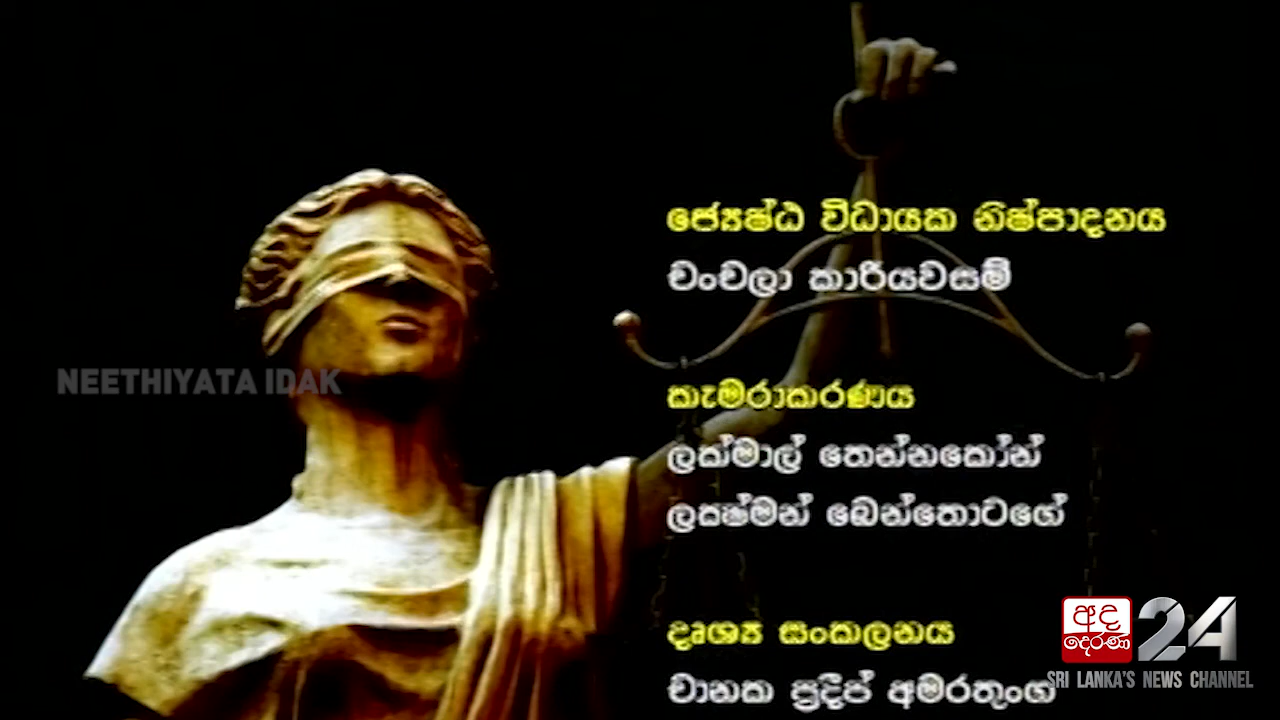 ජ්‍යෙෂ්ඨ විධායක නිෂ්පාදනය
චංචලා කාරියවසම්
NEETHIYATA IDAK
කැමරාකරණය
ලක්මාල් තෙන්නකෝන්
ලක්ෂ්මන් බෙන්තොටගේ
දෘශ්‍ය සංකලනය
චානක ප්‍රදීප් අමරතුංග
අද දෙරණ 24
SRI LANKA'S NEWS CHANNEL